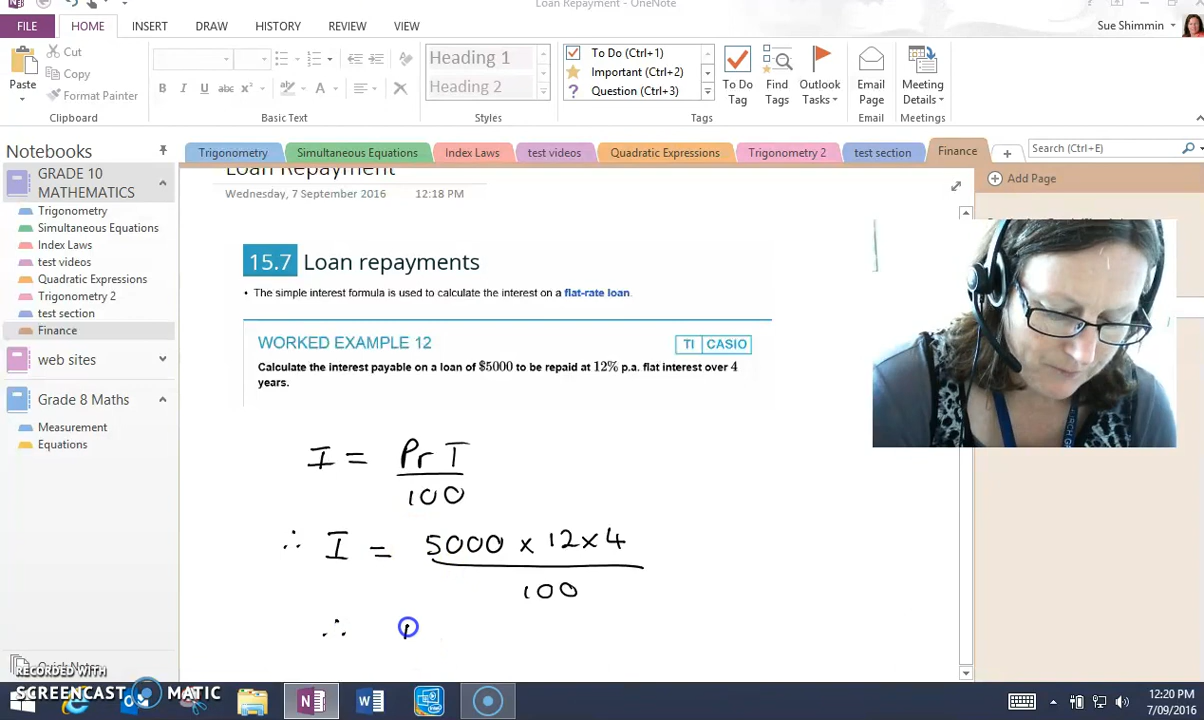 Loan Repayment - OneNote
FILE HOME INSERT DRAW HISTORY REVIEW VIEW
Sue Shimmin
Paste
Cut
Copy
Format Painter
Clipboard
B I U abc x A
Basic Text
Heading 1
Heading 2
Styles
To Do (Ctrl+1)
Important (Ctrl+2)
Question (Ctrl+3)
To Do Tag
Find Tags
Tags
Outlook Tasks
Email Page
Email
Meeting Details
Meetings
Notebooks
Trigonometry Simultaneous Equations Index Laws test videos Quadratic Expressions Trigonometry 2 test section Finance
Search (Ctrl+E)
Add Page
GRADE 10 MATHEMATICS
Trigonometry
Simultaneous Equations
Index Laws
test videos
Quadratic Expressions
Trigonometry 2
test section
Finance
web sites
Grade 8 Maths
Measurement
Equations
Loan Repayment
Wednesday, 7 September 2016 12:18 PM
15.7 Loan repayments
• The simple interest formula is used to calculate the interest on a flat-rate loan.
WORKED EXAMPLE 12
TI CASIO
Calculate the interest payable on a loan of $5000 to be repaid at 12% p.a. flat interest over 4
years.
I = PrT
100
∴ I = 5000 × 12 × 4
100
∴
Quick Notes
RECORDED WITH
SCREENCAST MATIC
12:20 PM
7/09/2016